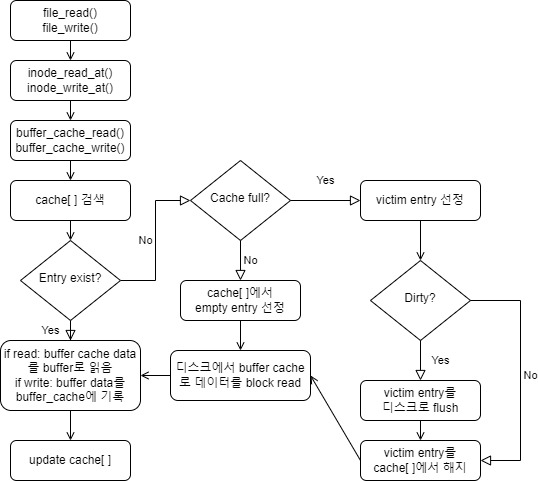 file_read()
file_write()
inode_read_at()
inode_write_at()
buffer_cache_read()
buffer_cache_write()
cache[ ] 검색
Entry exist?
No
Yes
if read: buffer cache data
를 buffer로 읽음
if write: buffer data를
buffer_cache에 기록
update cache[ ]
Cache full?
Yes
No
cache[ ]에서
empty entry 선정
디스크에서 buffer cache
로 데이터를 block read
victim entry 선정
Dirty?
Yes
No
victim entry를
디스크로 flush
victim entry를
cache[ ]에서 해지